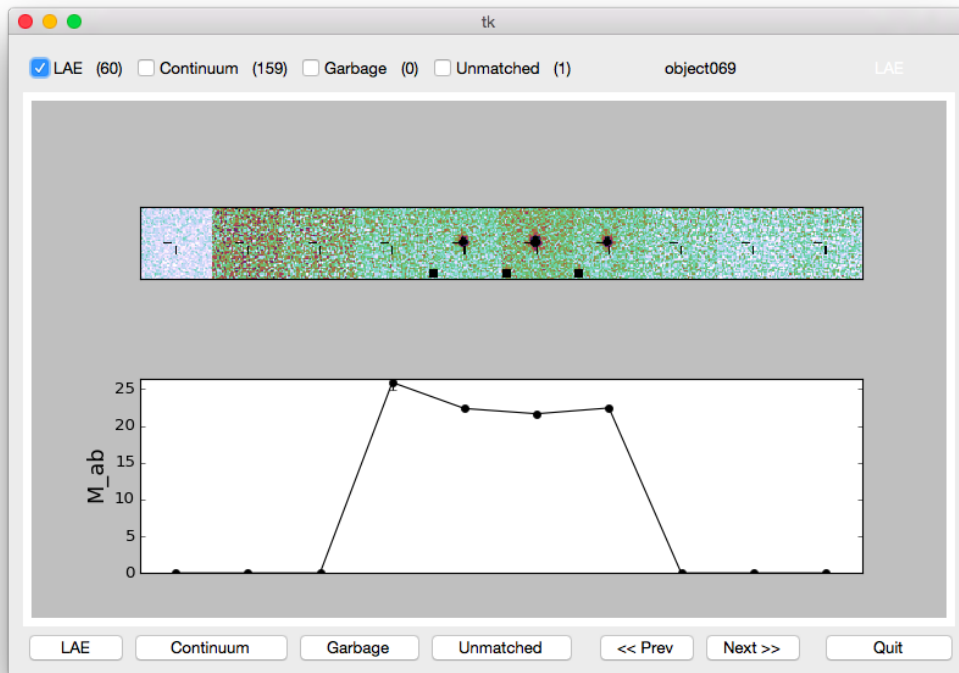 tk
LAE (60) Continuum (159) Garbage (0) Unmatched (1) object069 LAE
25
20
15
10
5
0
M_ab
LAE Continuum Garbage Unmatched << Prev Next >> Quit